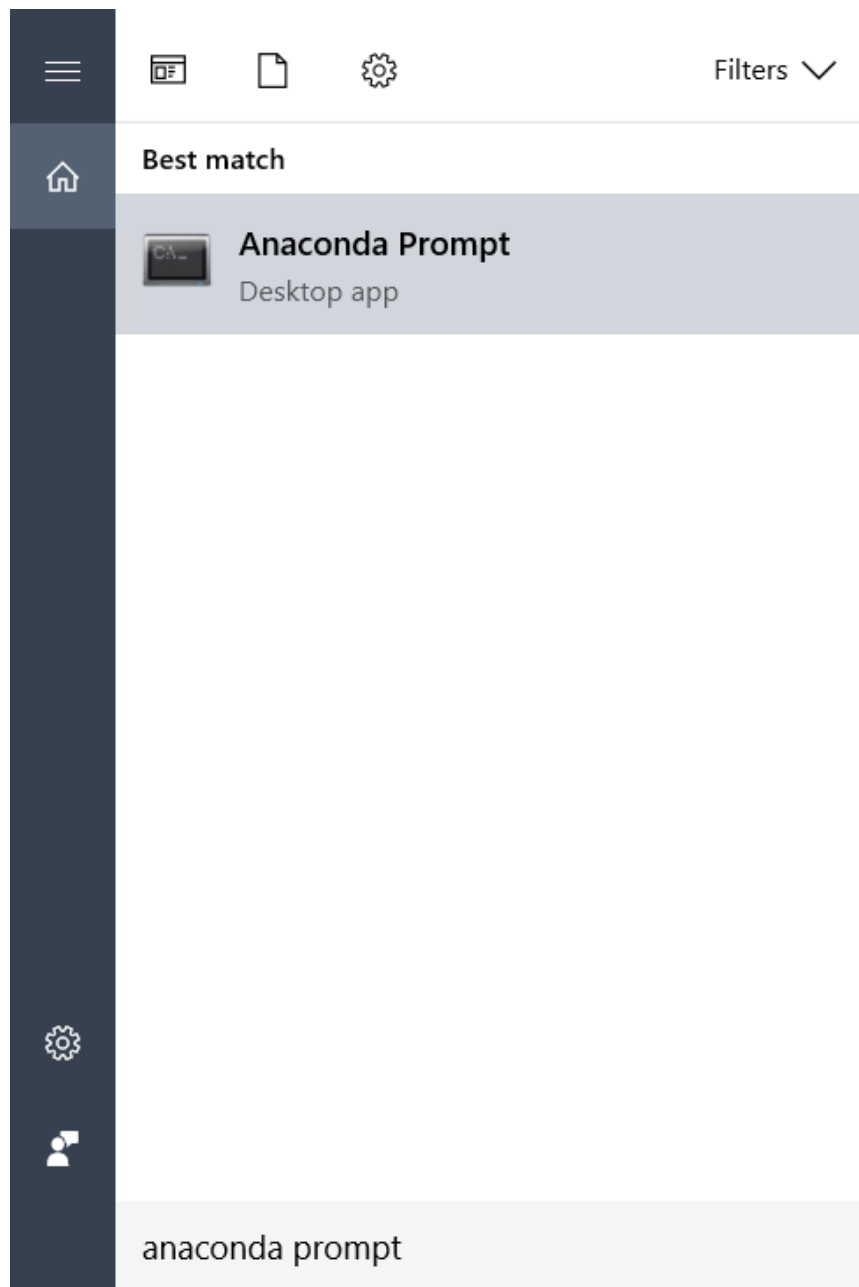 Filters
Best match
C:\_
Anaconda Prompt
Desktop app
anaconda prompt